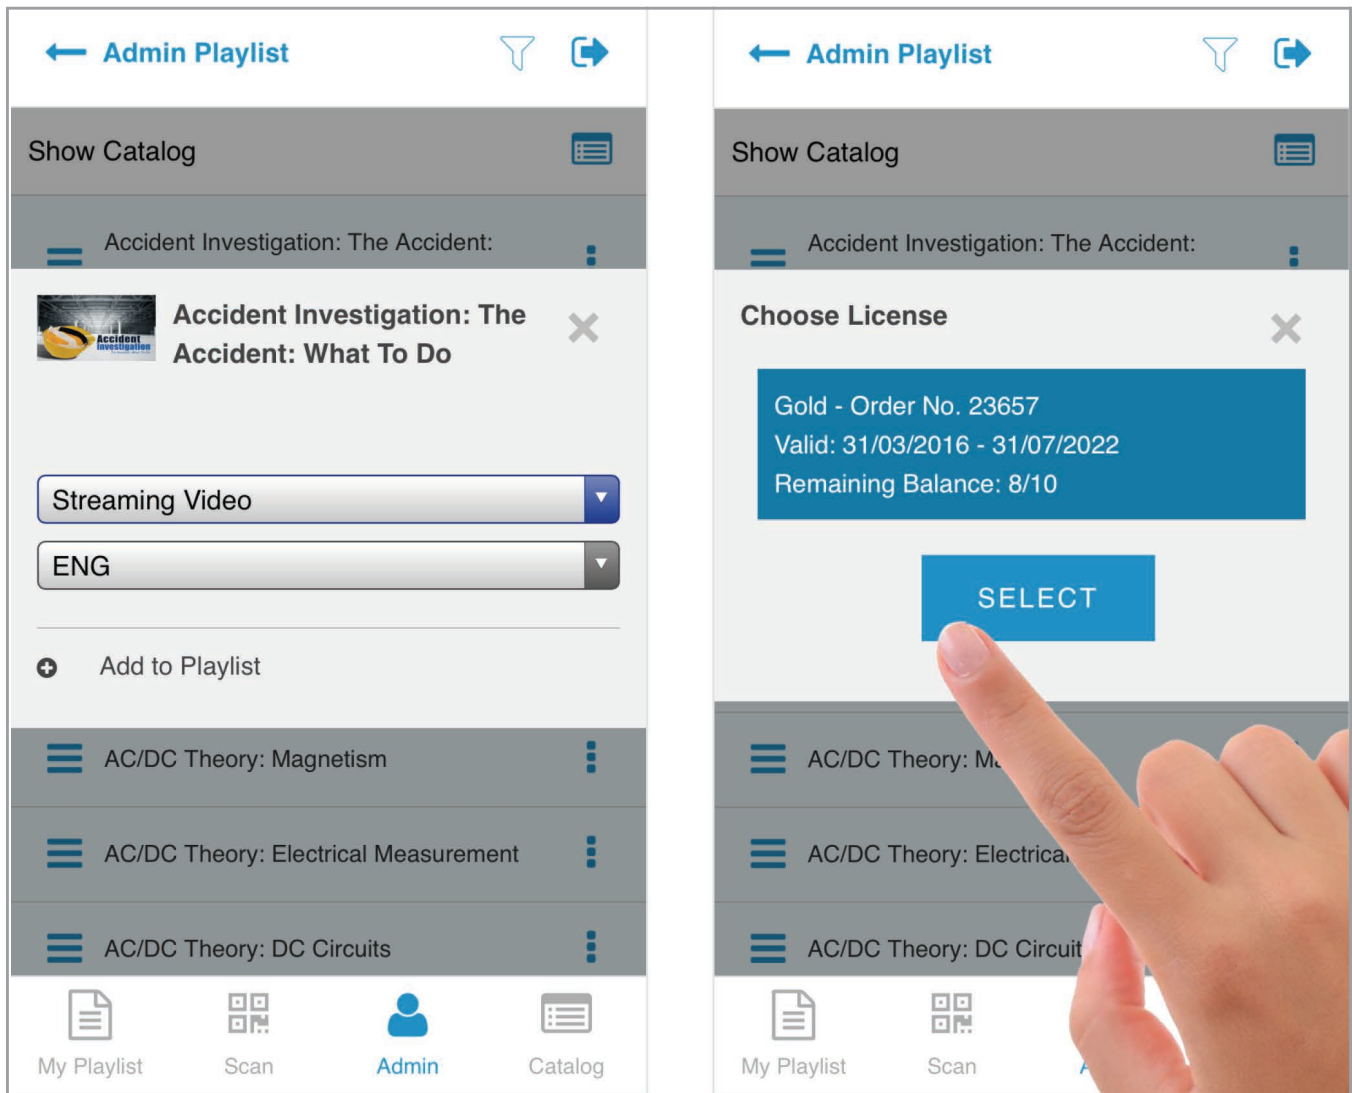 Admin Playlist
Show Catalog
Accident Investigation: The Accident:
Accident
Investigation
Accident Investigation: The
Accident: What To Do
Streaming Video
ENG
Add to Playlist
AC/DC Theory: Magnetism
AC/DC Theory: Electrical Measurement
AC/DC Theory: DC Circuits
My Playlist
Scan
Admin
Catalog
Admin Playlist
Show Catalog
Accident Investigation: The Accident:
Choose License
Gold - Order No. 23657
Valid: 31/03/2016 - 31/07/2022
Remaining Balance: 8/10
SELECT
AC/DC Theory: Ma
AC/DC Theory: Electrica
AC/DC Theory: DC Circuit
My Playlist
Scan